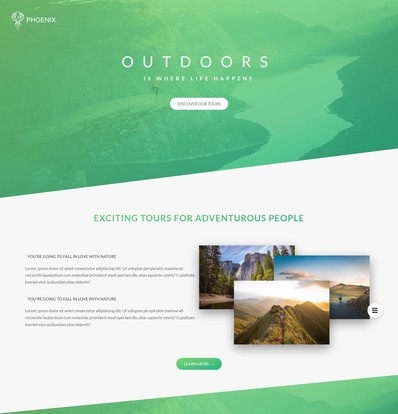 PHOENIX
OUTDOORS
IS WHERE LIFE HAPPENS
DISCOVER OUR TOURS
EXCITING TOURS FOR ADVENTUROUS PEOPLE
YOU'RE GOING TO FALL IN LOVE WITH NATURE
Lorem, ipsum dolor sit amet consectetur adipisicing elit. Ut voluptas perspiciatis maxime ab
reiciendis laudantium cum molestiae modi aperiam illo, alias sapiente omnis? Cupiditate
eveniet eius quibusdam alias deleniti?
YOU'RE GOING TO FALL IN LOVE WITH NATURE
Lorem, ipsum dolor sit amet consectetur adipisicing elit. Ut voluptas perspiciatis maxime ab
reiciendis laudantium cum molestiae modi aperiam illo, alias sapiente omnis? Cupiditate
eveniet eius quibusdam alias deleniti?
LEARN MORE →